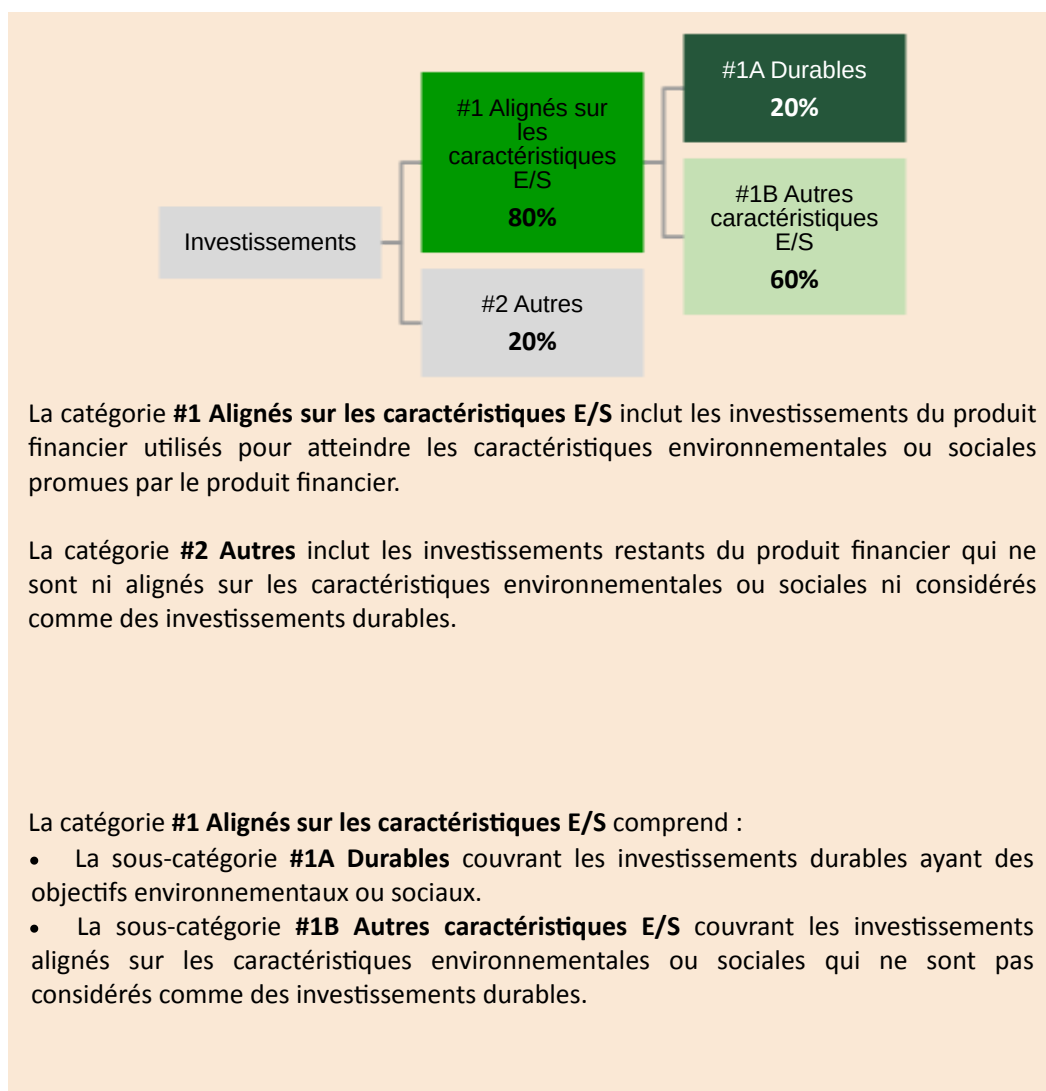 #1A Durables
20%
#1 Alignés sur
les
caractéristiques
E/S
80%
#1B Autres
caractéristiques
E/S
60%
Investissements
#2 Autres
20%
La catégorie #1 Alignés sur les caractéristiques E/S inclut les investissements du produit
financier utilisés pour atteindre les caractéristiques environnementales ou sociales
promues par le produit financier.
La catégorie #2 Autres inclut les investissements restants du produit financier qui ne
sont ni alignés sur les caractéristiques environnementales ou sociales ni considérés
comme des investissements durables.
La catégorie #1 Alignés sur les caractéristiques E/S comprend :
• La sous-catégorie #1A Durables couvrant les investissements durables ayant des
objectifs environnementaux ou sociaux.
• La sous-catégorie #1B Autres caractéristiques E/S couvrant les investissements
alignés sur les caractéristiques environnementales ou sociales qui ne sont pas
considérés comme des investissements durables.